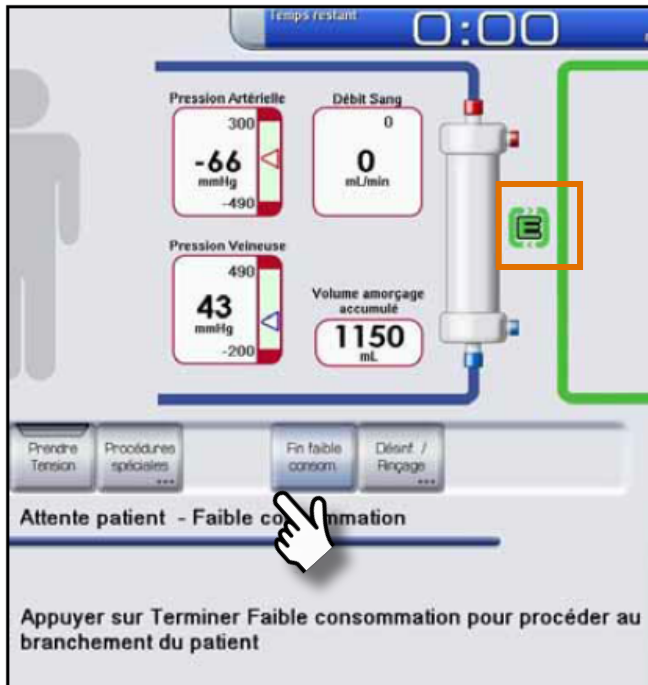 Temps restant
0:00
Pression Artérielle
300
-66
mmHg
-490
Débit Sang
0
0
mL/min
Pression Veineuse
490
43
mmHg
-200
Volume amorçage
accumulé
1150
mL
E
Prendre
Tension
Procédures
spéciales
...
Fin faible
consom.
Désinf. /
Rinçage
...
Attente patient - Faible consommation
Appuyer sur Terminer Faible consommation pour procéder au
branchement du patient